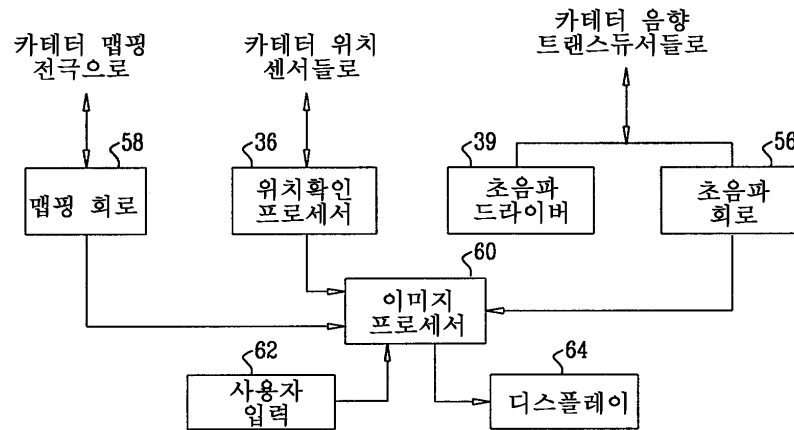 카테터 맵핑
전극으로
카테터 위치
센서들로
카테터 음향
트랜스듀서들로
58
맵핑 회로
36
위치확인
프로세서
39
초음파
드라이버
56
초음파
회로
60
이미지
프로세서
62
사용자
입력
64
디스플레이